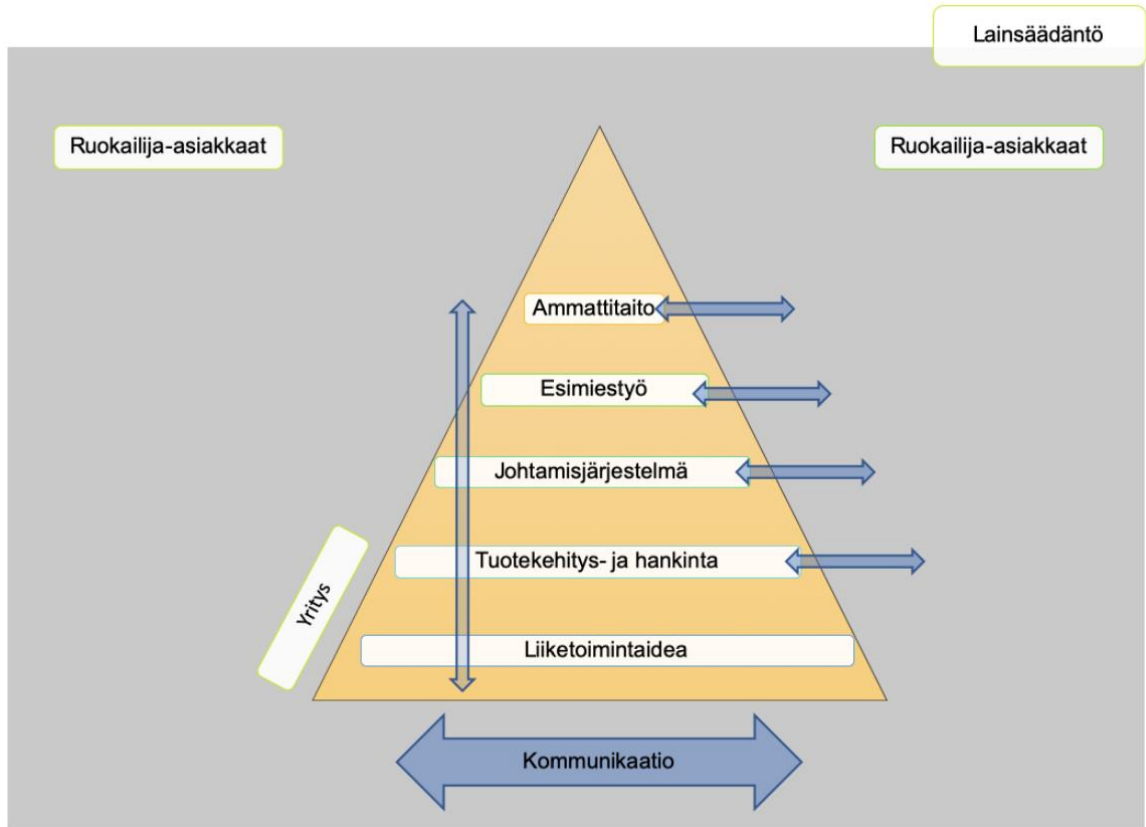 Lainsäädäntö
Ruokailija-asiakkaat
Ruokailija-asiakkaat
Ammattitaito
Esimiestyö
Johtamisjärjestelmä
Tuotekehitys- ja hankinta
Yritys
Liiketoimintaidea
Kommunikaatio